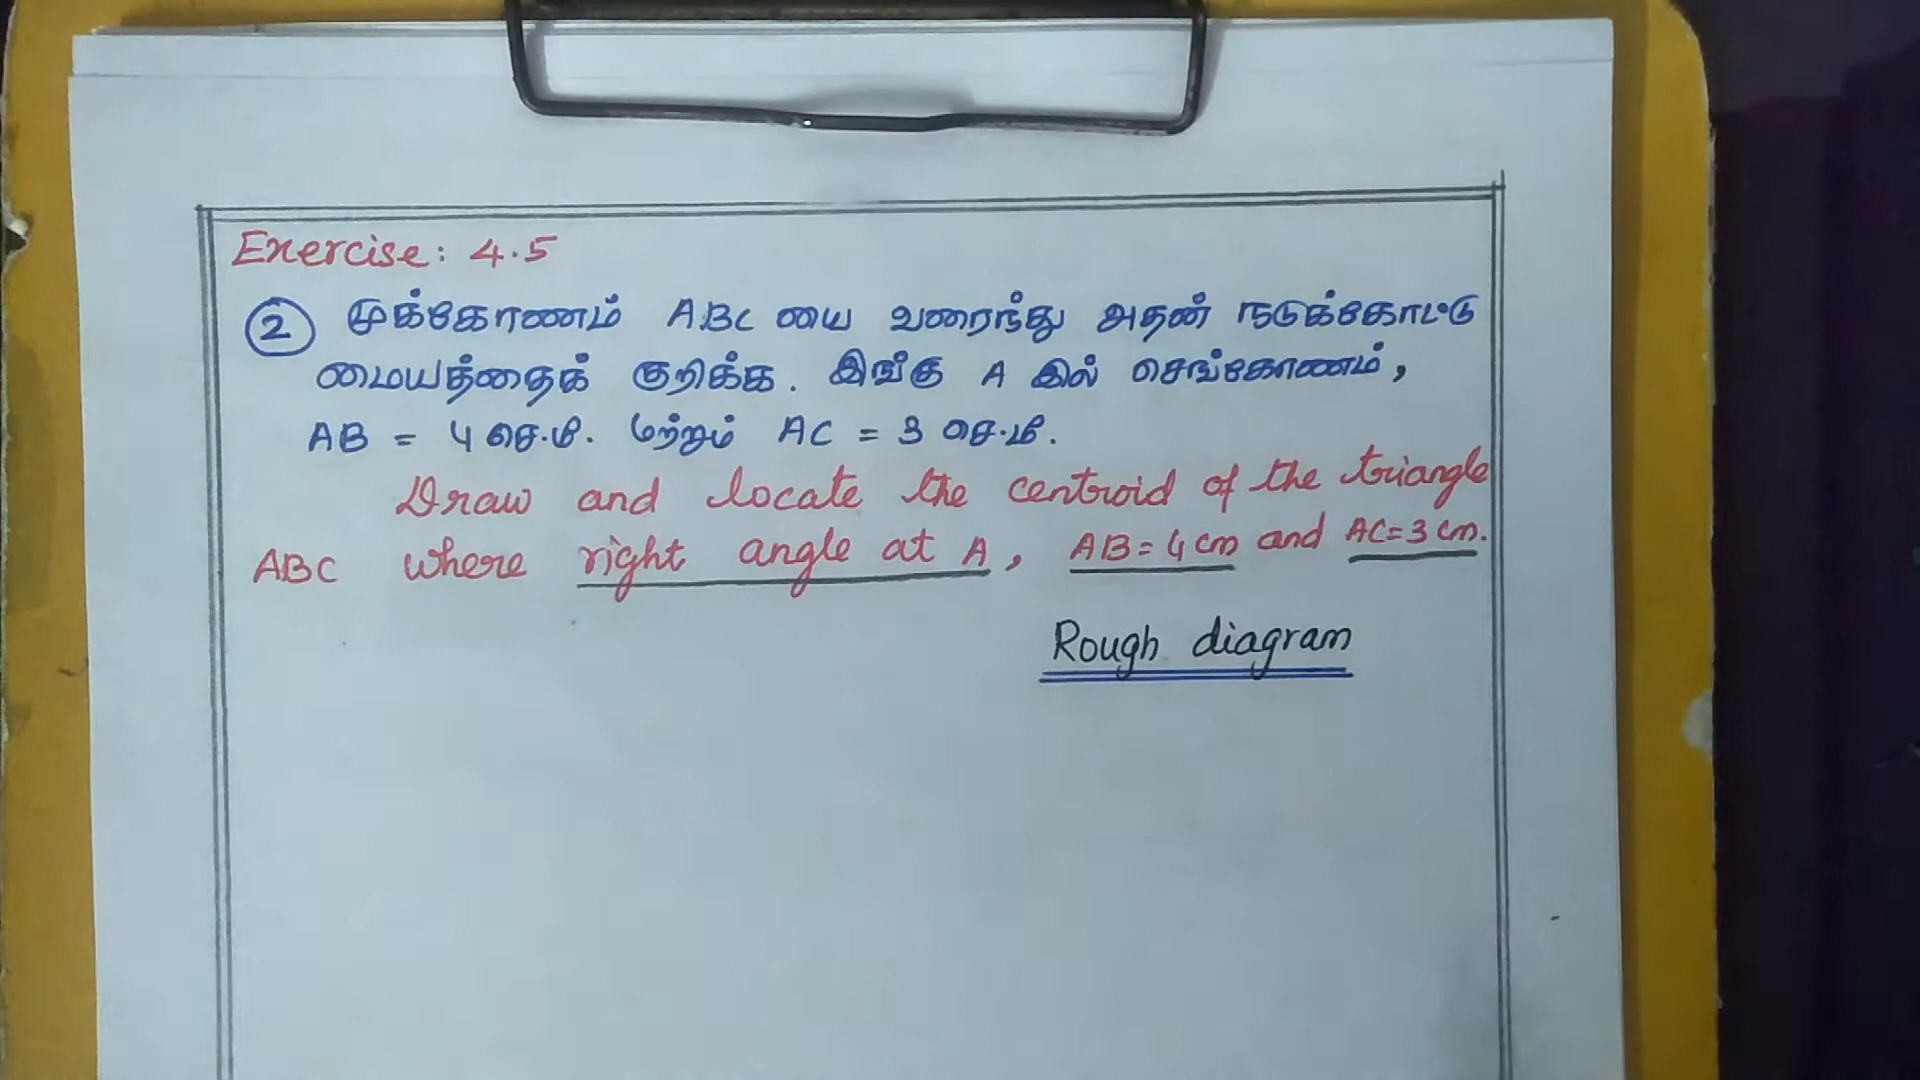 Exercise: 4.5
② முக்கோணம் ABC யை வரைந்து அதன் நடுக்கோட்டு
மையத்தைக் குறிக்க. இங்கு A இல் செங்கோணம்,
AB = 4 செ.மீ. மற்றும் AC = 3 செ.மீ.
Draw and locate the centroid of the triangle
ABC where right angle at A, AB = 4 cm and AC = 3 cm.
Rough diagram